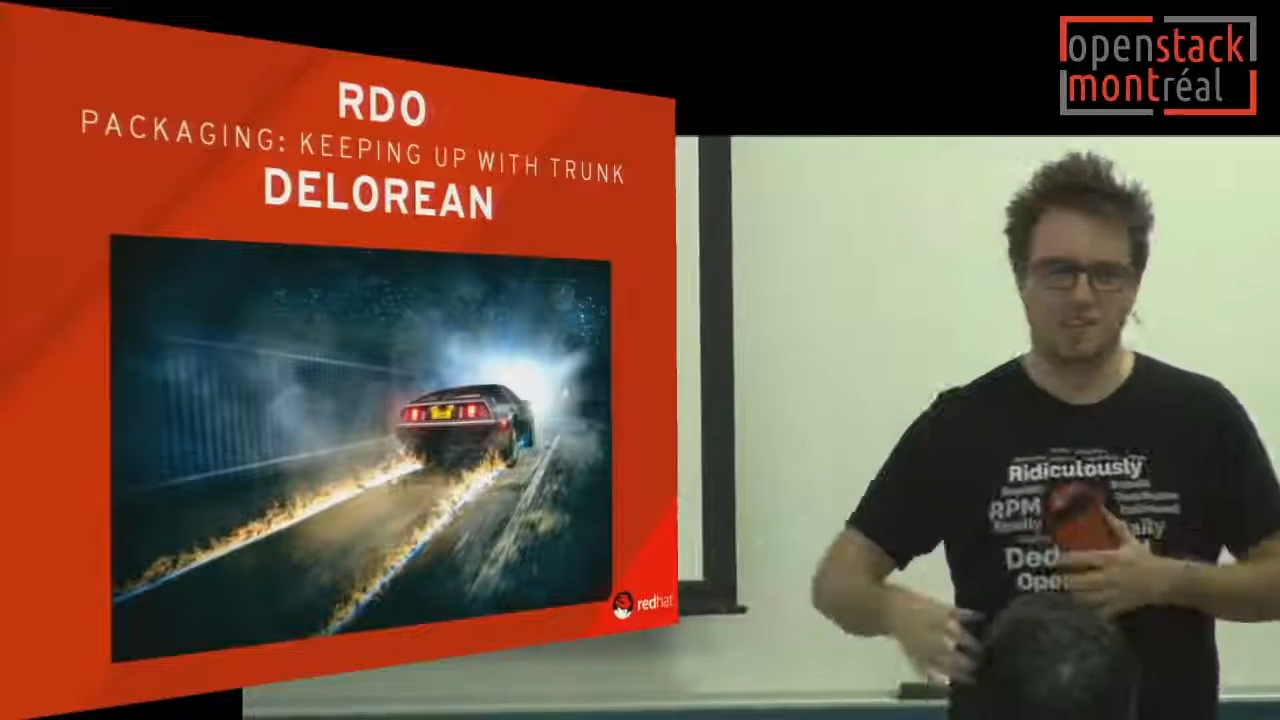 RDO
PACKAGING: KEEPING UP WITH TRUNK
DELOREAN
redhat
openstack
montréal
Ridiculously
RPM